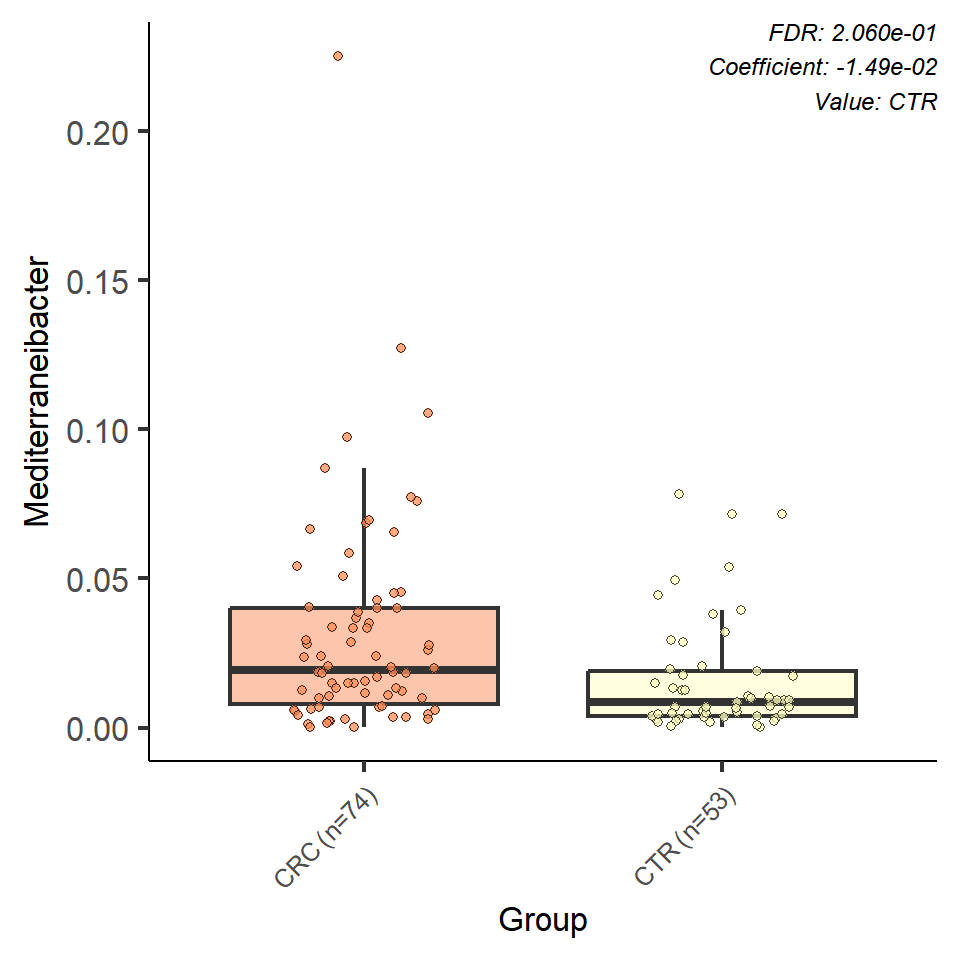 FDR: 2.060e-01
Coefficient: -1.49e-02
Value: CTR
Mediterraneibacter
0.20
0.15
0.10
0.05
0.00
CRC (n=74)
CTR (n=53)
Group